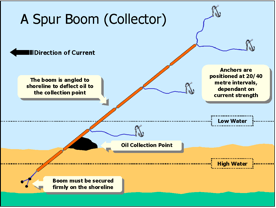 A Spur Boom (Collector)
Direction of Current
The boom is angled to
shoreline to deflect oil to
the collection point
Anchors are
positioned at 20/40
metre intervals,
dependant on
current strength
Low Water
Oil Collection Point
High Water
Boom must be secured
firmly on the shoreline